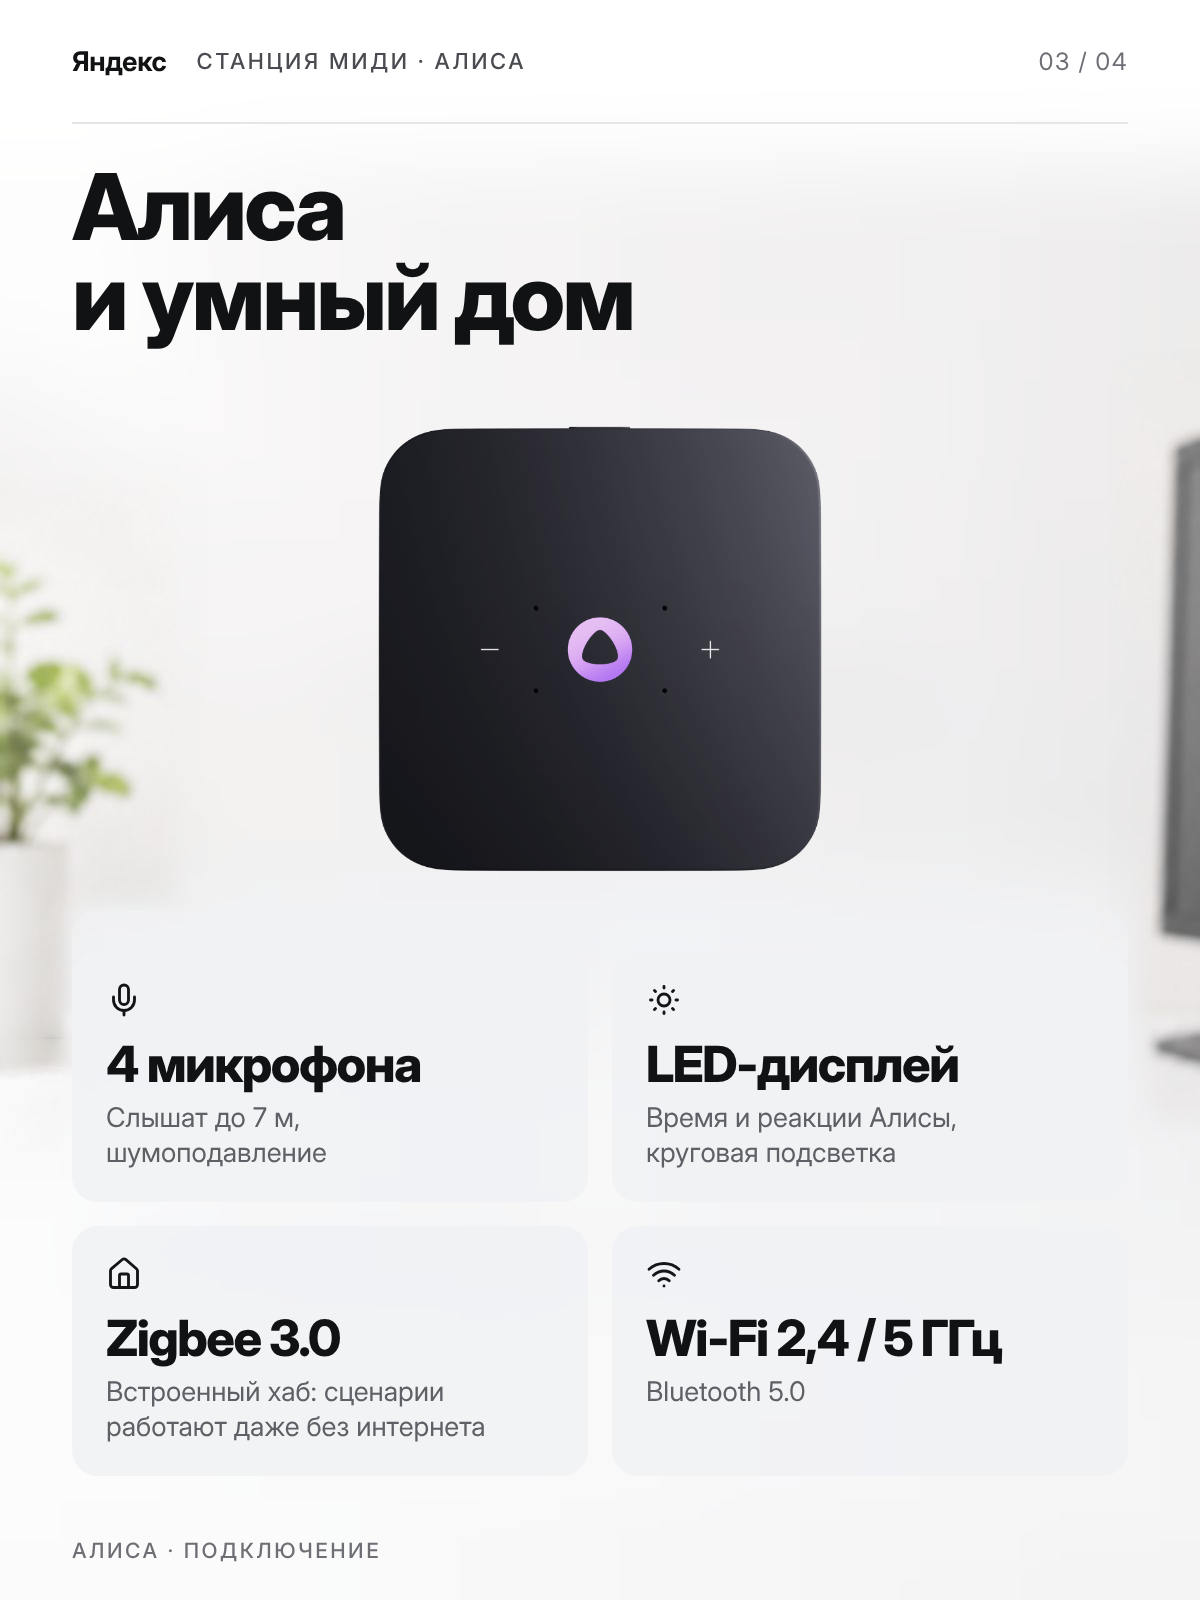 Яндекс СТАНЦИЯ МИДИ · АЛИСА 03 / 04
Алиса
и умный дом
4 микрофона
Слышат до 7 м,
шумоподавление
LED-дисплей
Время и реакции Алисы,
круговая подсветка
Zigbee 3.0
Встроенный хаб: сценарии
работают даже без интернета
Wi-Fi 2,4 / 5 ГГц
Bluetooth 5.0
АЛИСА · ПОДКЛЮЧЕНИЕ